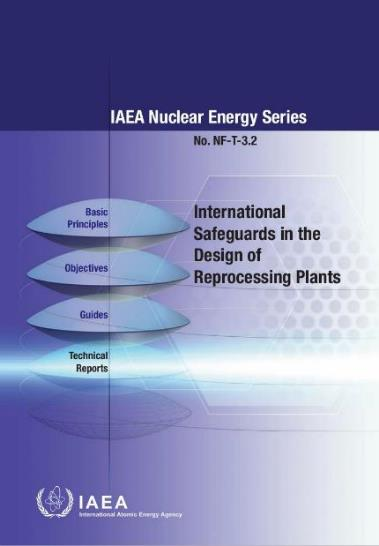 IAEA Nuclear Energy Series
No. NF-T-3.2
Basic
Principles
Objectives
Guides
Technical
Reports
International
Safeguards in the
Design of
Reprocessing Plants
IAEA
International Atomic Energy Agency